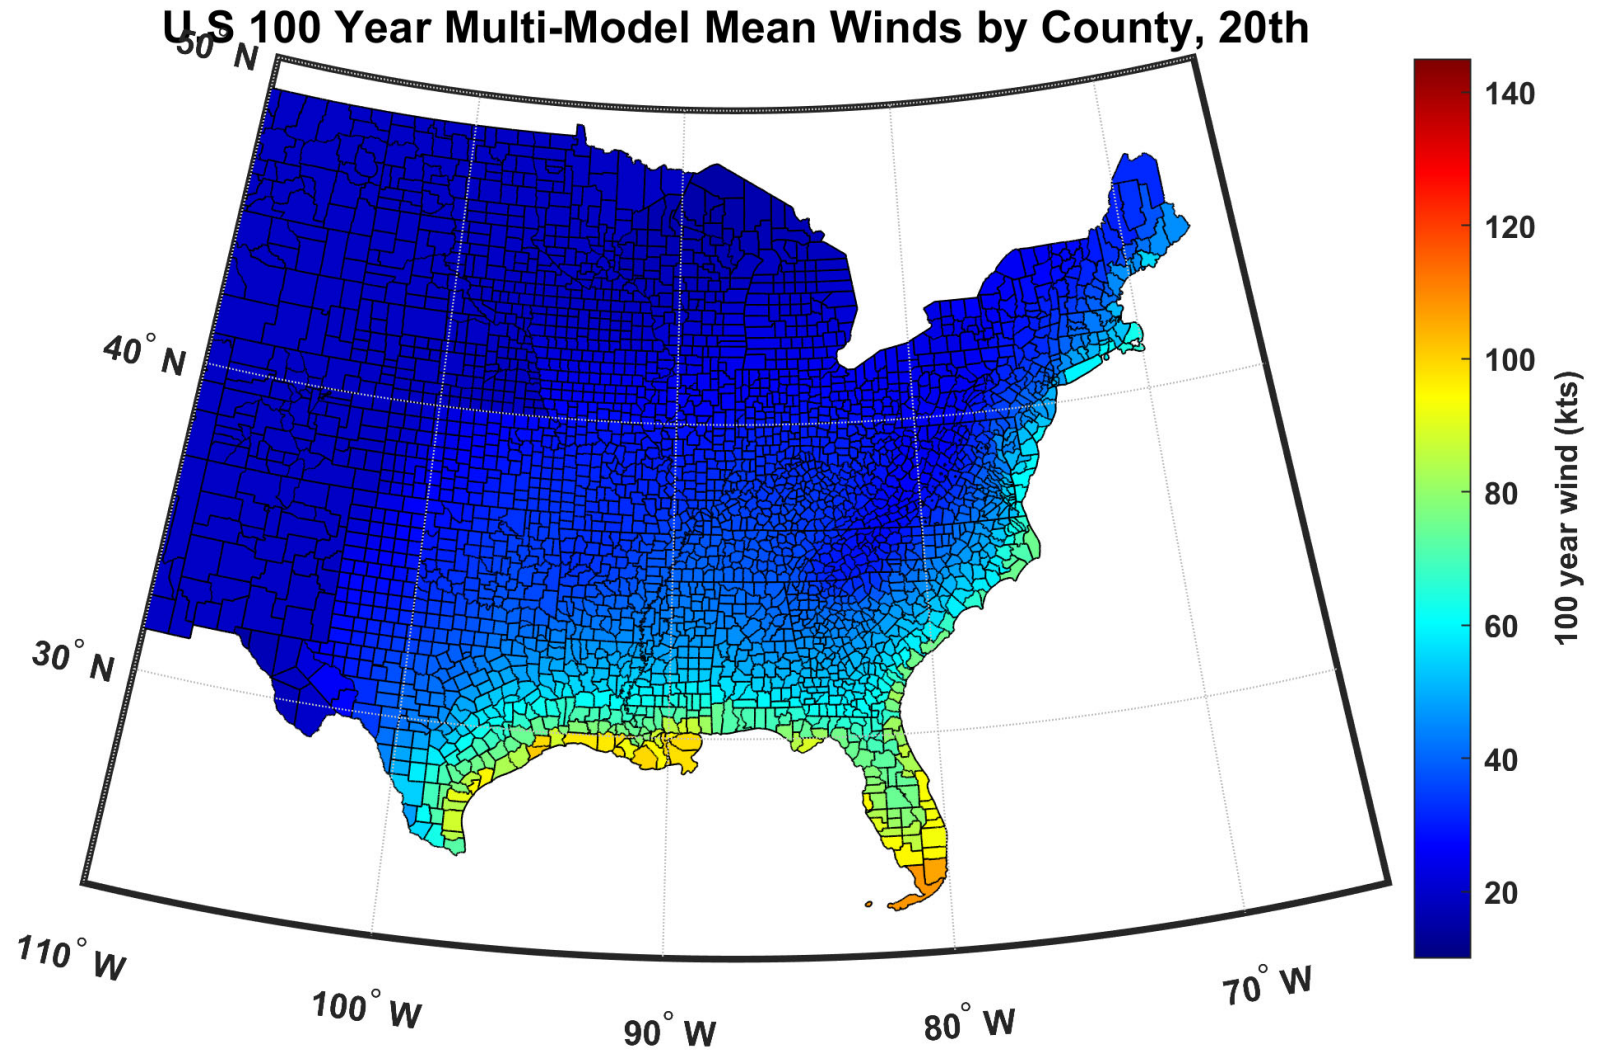 U.S 100 Year Multi-Model Mean Winds by County, 20th
50° N
40° N
30° N
110° W
100° W
90° W
80° W
70° W
140
120
100
80
60
40
20
100 year wind (kts)